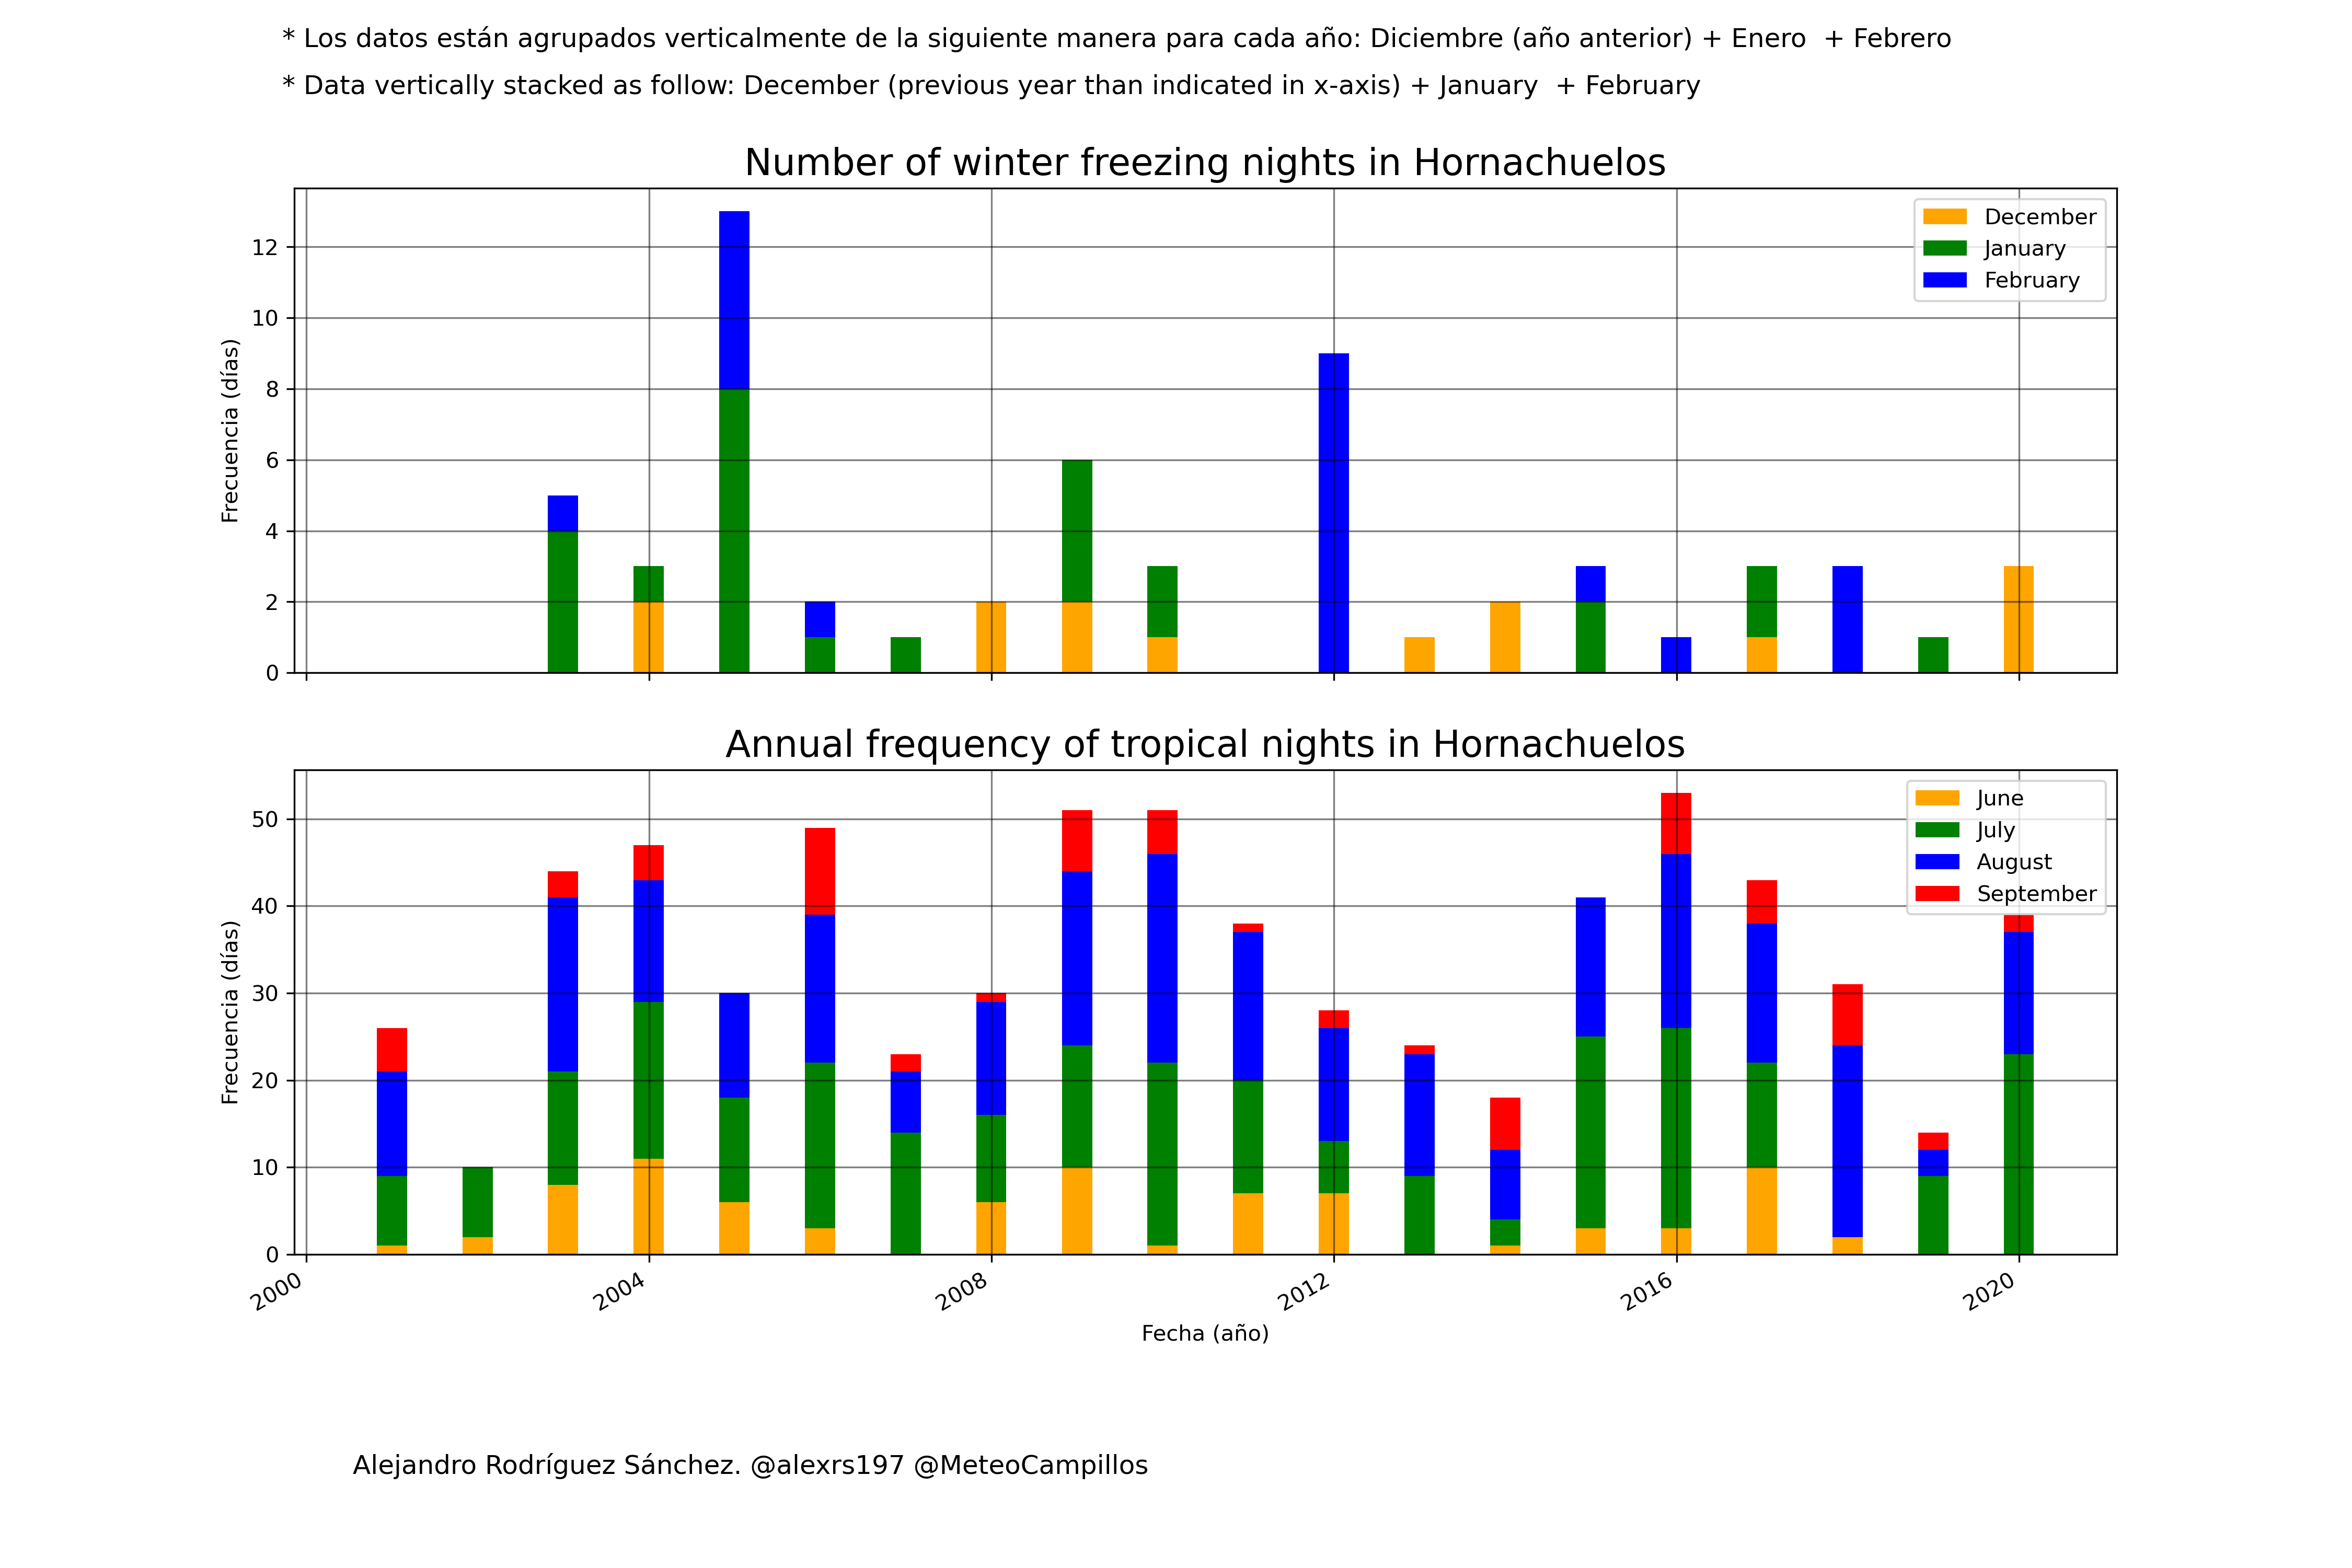 * Los datos están agrupados verticalmente de la siguiente manera para cada año: Diciembre (año anterior) + Enero  + Febrero
* Data vertically stacked as follow: December (previous year than indicated in x-axis) + January  + February
Number of winter freezing nights in Hornachuelos
December
January
February
12
10
8
6
4
2
0
Frecuencia (días)
Annual frequency of tropical nights in Hornachuelos
June
July
August
September
50
40
30
20
10
0
Frecuencia (días)
2000
2004
2008
2012
2016
2020
Fecha (año)
Alejandro Rodríguez Sánchez. @alexrs197 @MeteoCampillos